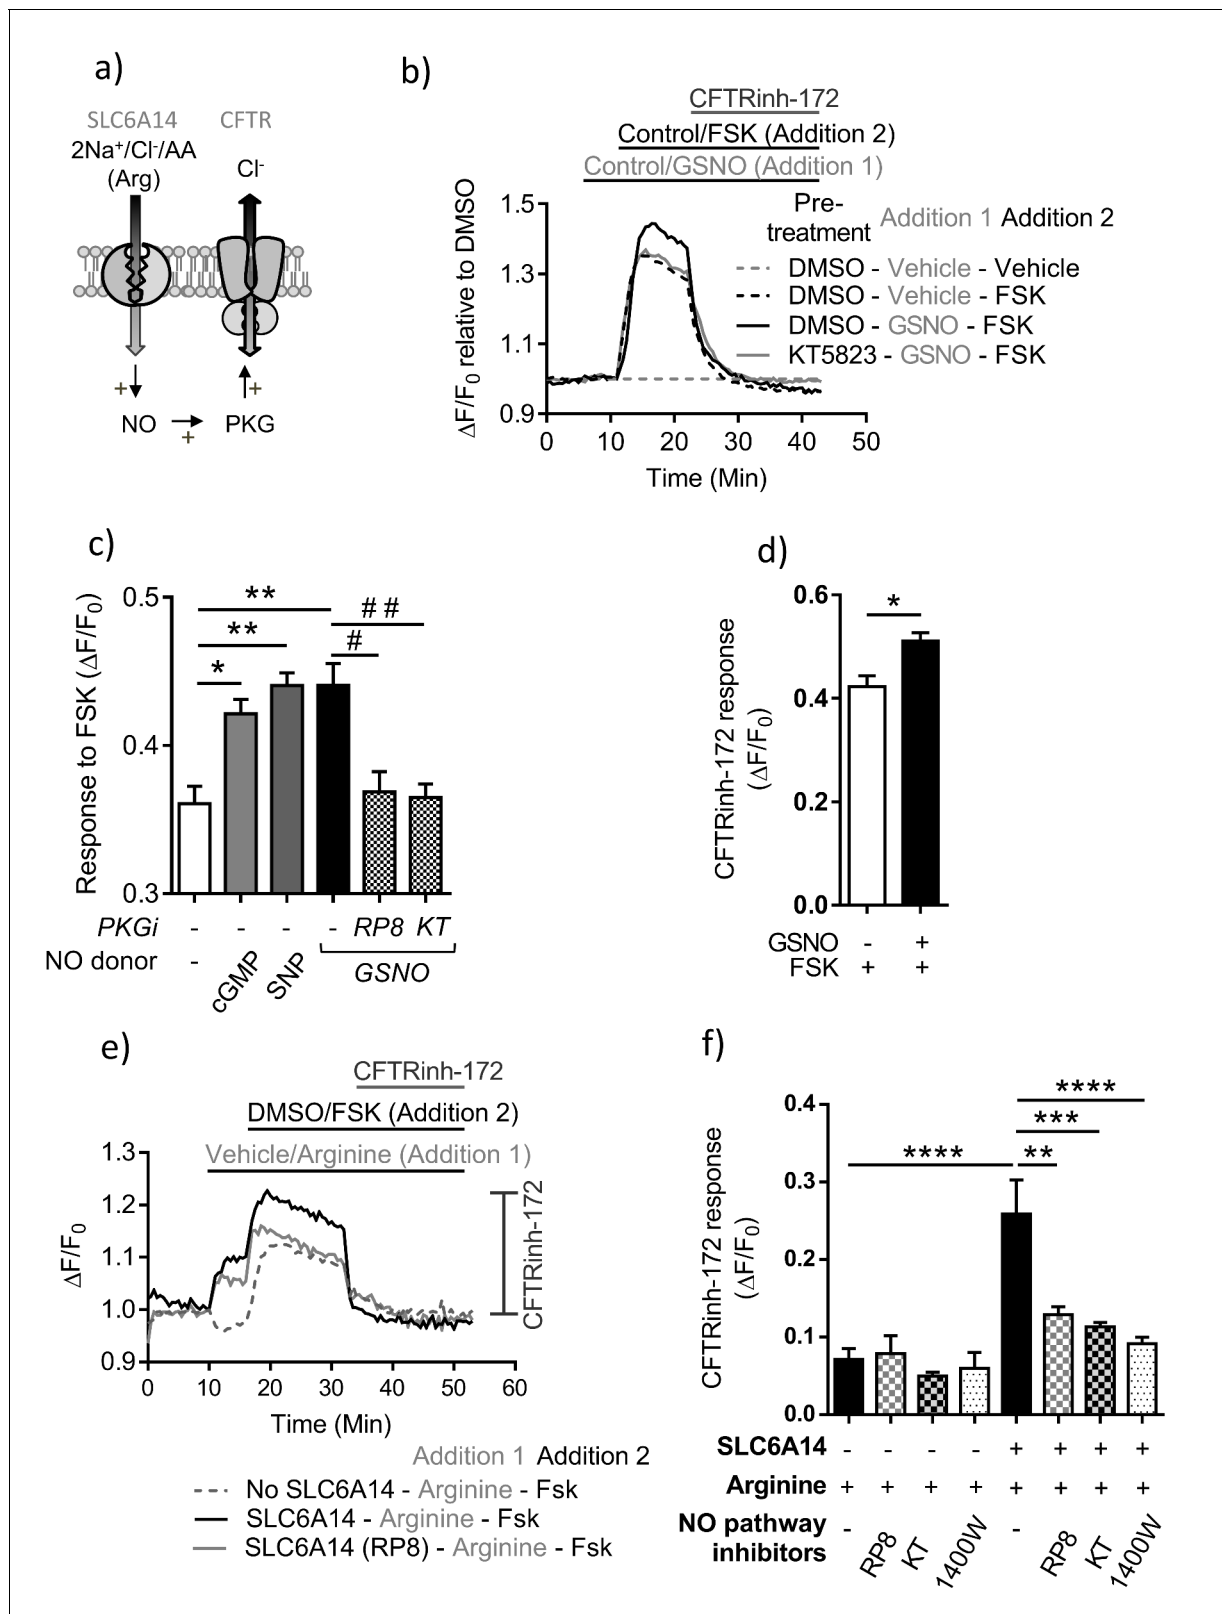 a)
SLC6A14 CFTR
2Na+/Cl-/AA
(Arg)
Cl-
+ +
NO PKG
+
b)
CFTRinh-172
Control/FSK (Addition 2)
Control/GSNO (Addition 1)
Pre-
treatment Addition 1 Addition 2
DMSO - Vehicle - Vehicle
DMSO - Vehicle - FSK
DMSO - GSNO - FSK
KT5823 - GSNO - FSK
ΔF/F0 relative to DMSO
1.5
1.3
1.1
0.9
0 10 20 30 40 50
Time (Min)
c)
Response to FSK (ΔF/F0)
0.5
0.4
0.3
**
**
*
# #
#
PKGi - - - - RP8 KT
NO donor - cGMP SNP GSNO
d)
CFTRinh-172 response
(ΔF/F0)
0.6
0.4
0.2
0.0
*
GSNO - +
FSK + +
e)
CFTRinh-172
DMSO/FSK (Addition 2)
Vehicle/Arginine (Addition 1)
ΔF/F0
1.3
1.2
1.1
1.0
0.9
CFTRinh-172
0 10 20 30 40 50 60
Time (Min)
Addition 1 Addition 2
No SLC6A14 - Arginine - Fsk
SLC6A14 - Arginine - Fsk
SLC6A14 (RP8) - Arginine - Fsk
f)
CFTRinh-172 response
(ΔF/F0)
0.4
0.3
0.2
0.1
0.0
****
***
**** **
SLC6A14 - - - - + + + +
Arginine + + + + + + + +
NO pathway
inhibitors
- RP8 KT 1400W - RP8 KT 1400W